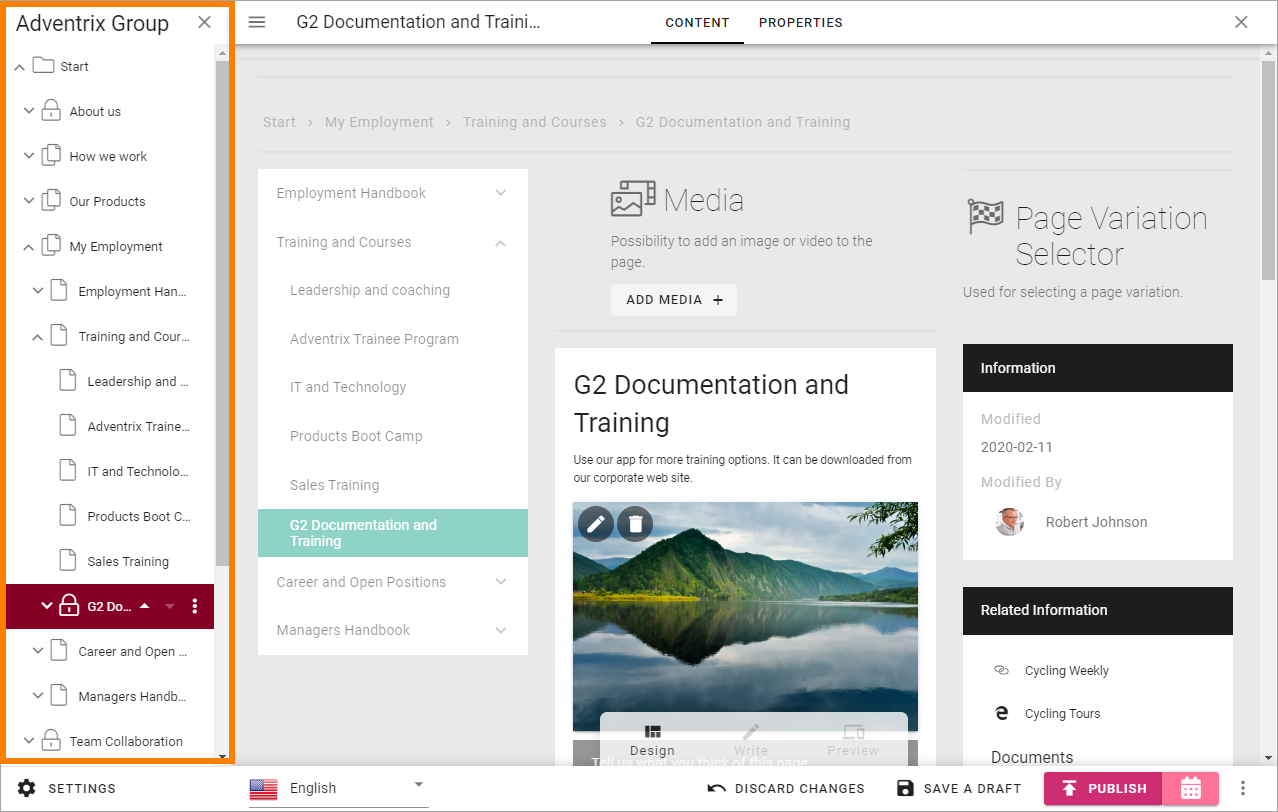 Adventrix Group
Start
About us
How we work
Our Products
My Employment
Employment Han...
Training and Cour...
Leadership and ...
Adventrix Traine...
IT and Technolo...
Products Boot C...
Sales Training
G2 Do...
Career and Open ...
Managers Handb...
Team Collaboration
G2 Documentation and Traini...
CONTENT PROPERTIES
Start > My Employment > Training and Courses > G2 Documentation and Training
Employment Handbook
Training and Courses
Leadership and coaching
Adventrix Trainee Program
IT and Technology
Products Boot Camp
Sales Training
G2 Documentation and
Training
Career and Open Positions
Managers Handbook
Media
Possibility to add an image or video to the
page.
ADD MEDIA +
G2 Documentation and
Training
Use our app for more training options. It can be downloaded from
our corporate web site.
Design Write Preview
Tell us what you think of this page
Page Variation
Selector
Used for selecting a page variation.
Information
Modified
2020-02-11
Modified By
Robert Johnson
Related Information
Cycling Weekly
Cycling Tours
Documents
SETTINGS
English
DISCARD CHANGES
SAVE A DRAFT
PUBLISH